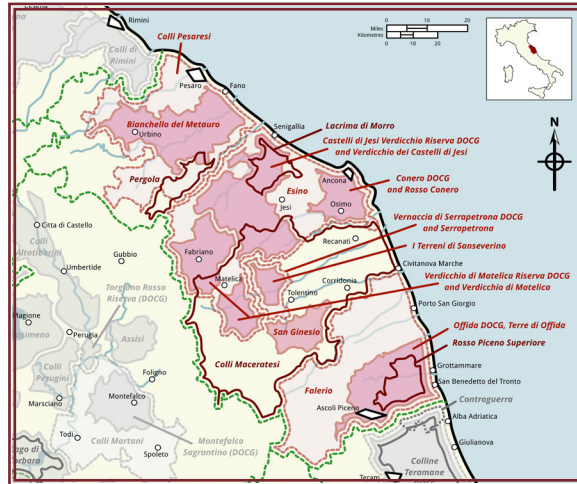 Rimini
Miles
Kilometres
0
10
20
Colli di
Rimini
Colli Pesaresi
Pesaro
Fano
N
Bianchello del Metauro
Urbino
Senigallia
Lacrima di Morro
Castelli di Jesi Verdicchio Riserva DOCG
and Verdicchio dei Castelli di Jesi
Pergola
Esino
Jesi
Ancona
Osimo
Conero DOCG
and Rosso Conero
Vernaccia di Serrapetrona DOCG
and Serrapetrona
Citta di Castello
Colli
Altotiberini
Gubbio
Fabriano
Recanati
I Terreni di Sanseverino
Umbertide
Matelica
Civitanova Marche
Verdicchio di Matelica Riserva DOCG
and Verdicchio di Matelica
Torgiano Rosso
Riserva (DOCG)
Tolentino
Corridonia
Porto San Giorgio
Magione
Perugia
Assisi
San Ginesio
Offida DOCG, Terre di Offida
Rosso Piceno Superiore
Colli
Perugini
Foligno
Colli Maceratesi
Falerio
Grottammare
San Benedetto del Tronto
Marsciano
Montefalco
Ascoli Piceno
Controguerra
Alba Adriatica
Todi
Colli Martani
Montefalco
Sagrantino (DOCG)
Spoleto
Giulianova
Colline
Teramane